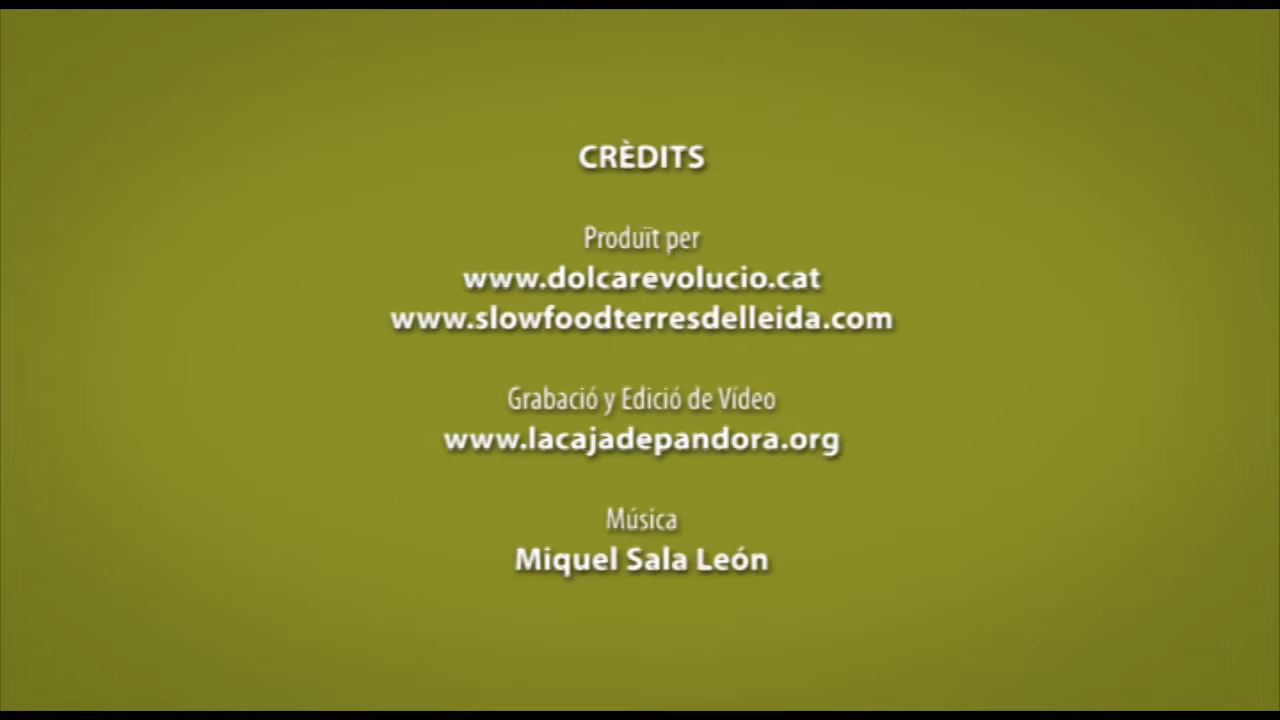 CRÈDITS
Produït per
www.dolcarevolucio.cat
www.slowfoodterresdelleida.com
Grabació y Edició de Vídeo
www.lacajadepandora.org
Música
Miquel Sala León